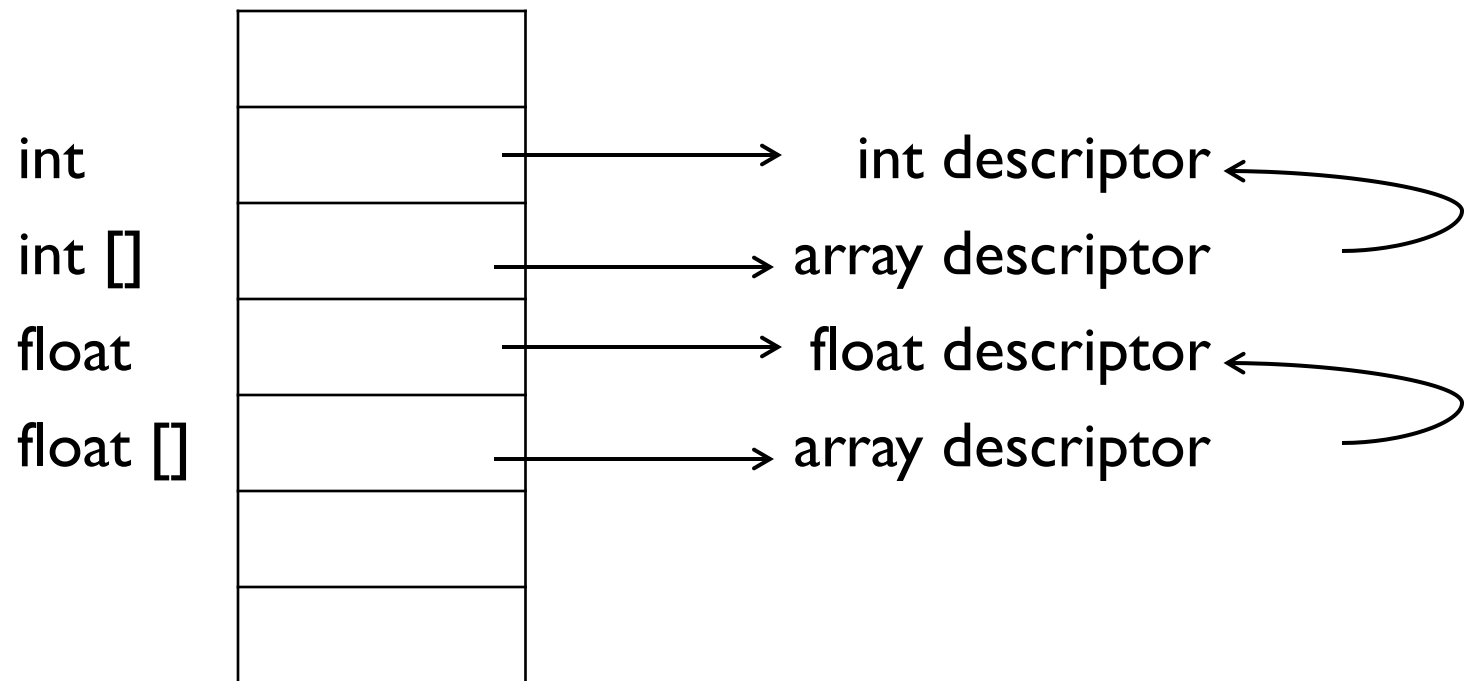 int int descriptor
int [] array descriptor
float float descriptor
float [] array descriptor